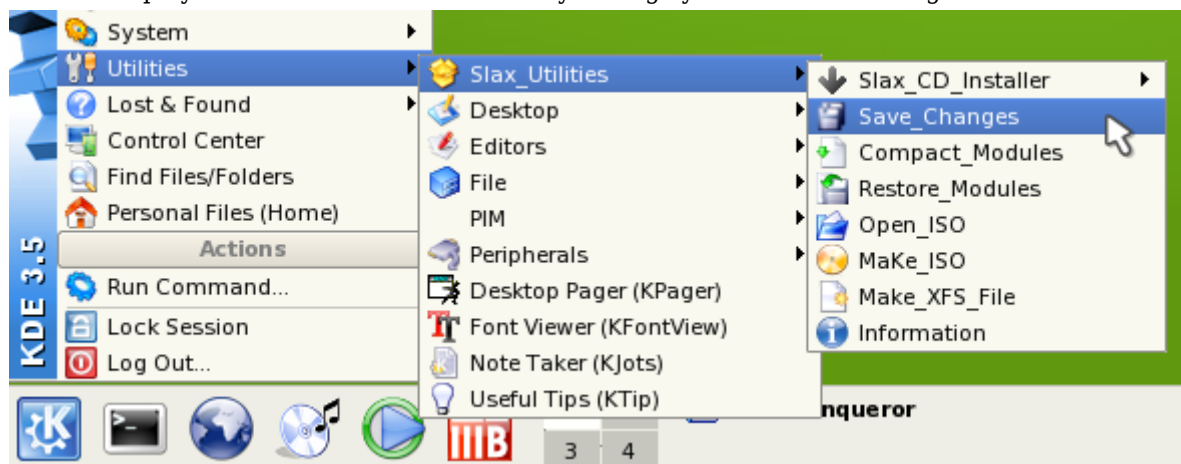 System
Utilities
Lost & Found
Control Center
Find Files/Folders
Personal Files (Home)
Actions
Run Command...
Lock Session
Log Out...
KDE 3.5
Slax_Utilities
Desktop
Editors
File
PIM
Peripherals
Desktop Pager (KPager)
Font Viewer (KFontView)
Note Taker (KJots)
Useful Tips (KTip)
Slax_CD_Installer
Save_Changes
Compact_Modules
Restore_Modules
Open_ISO
MaKe_ISO
Make_XFS_File
Information
nqueror
3 4